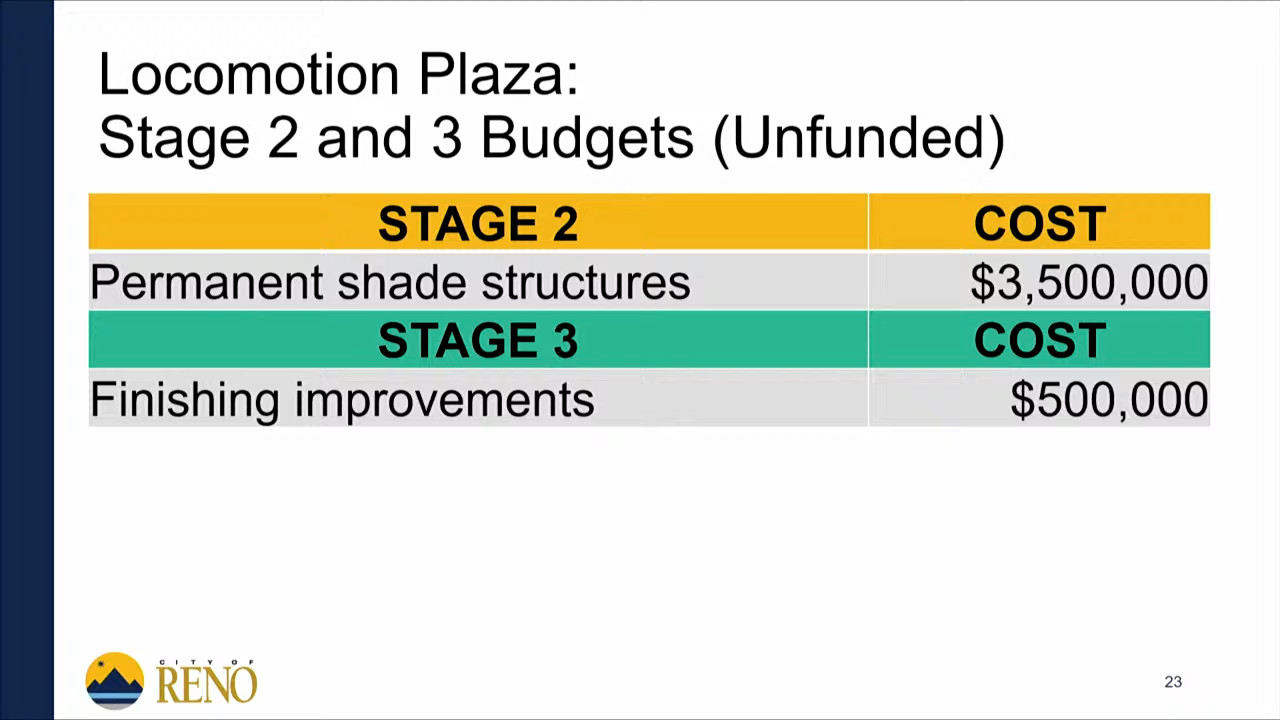 Locomotion Plaza:
Stage 2 and 3 Budgets (Unfunded)
STAGE 2 COST
Permanent shade structures $3,500,000
STAGE 3 COST
Finishing improvements $500,000
CITY OF
RENO
23